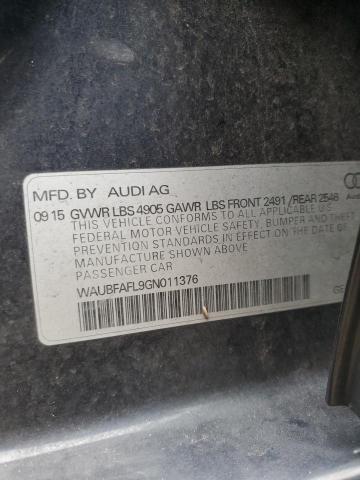 MFD. BY AUDI AG
09 15 GVWR LBS 4905 GAWR LBS FRONT 2491 / REAR 2548
THIS VEHICLE CONFORMS TO ALL APPLICABLE U.S.
FEDERAL MOTOR VEHICLE SAFETY, BUMPER, AND
THEFT PREVENTION STANDARDS IN EFFECT ON THE DATE OF
MANUFACTURE SHOWN ABOVE
PASSENGER CAR
WAUBFAFL9GN011376